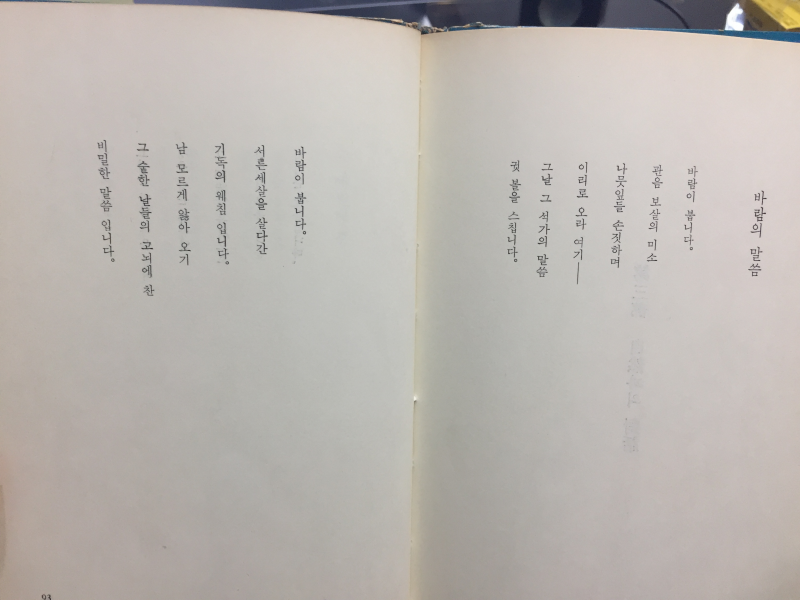 바람의 말씀
바람이 붑니다.
관음 보살의 미소
나뭇잎들 손짓하며
이리로 오라 여기──
그날 그 석가의 말씀
귓 불을 스칩니다.
바람이 붑니다.
서른세살을 살다간
기독의 웨침 입니다.
남 모르게 앓아 오기
그 숱한 날들의 고뇌에 찬
비밀한 말씀 입니다.
93